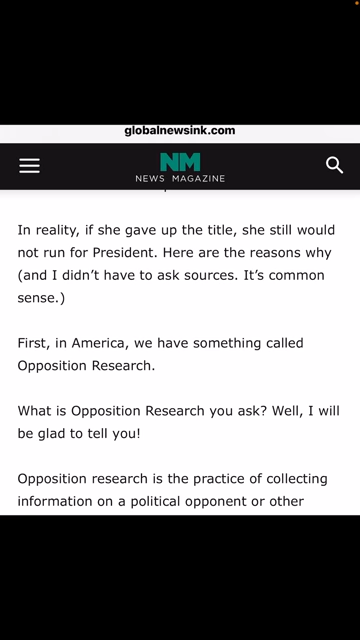 globalnewsink.com
NM
NEWS MAGAZINE
In reality, if she gave up the title, she still would
not run for President. Here are the reasons why
(and I didn’t have to ask sources. It’s common
sense.)
First, in America, we have something called
Opposition Research.
What is Opposition Research you ask? Well, I will
be glad to tell you!
Opposition research is the practice of collecting
information on a political opponent or other